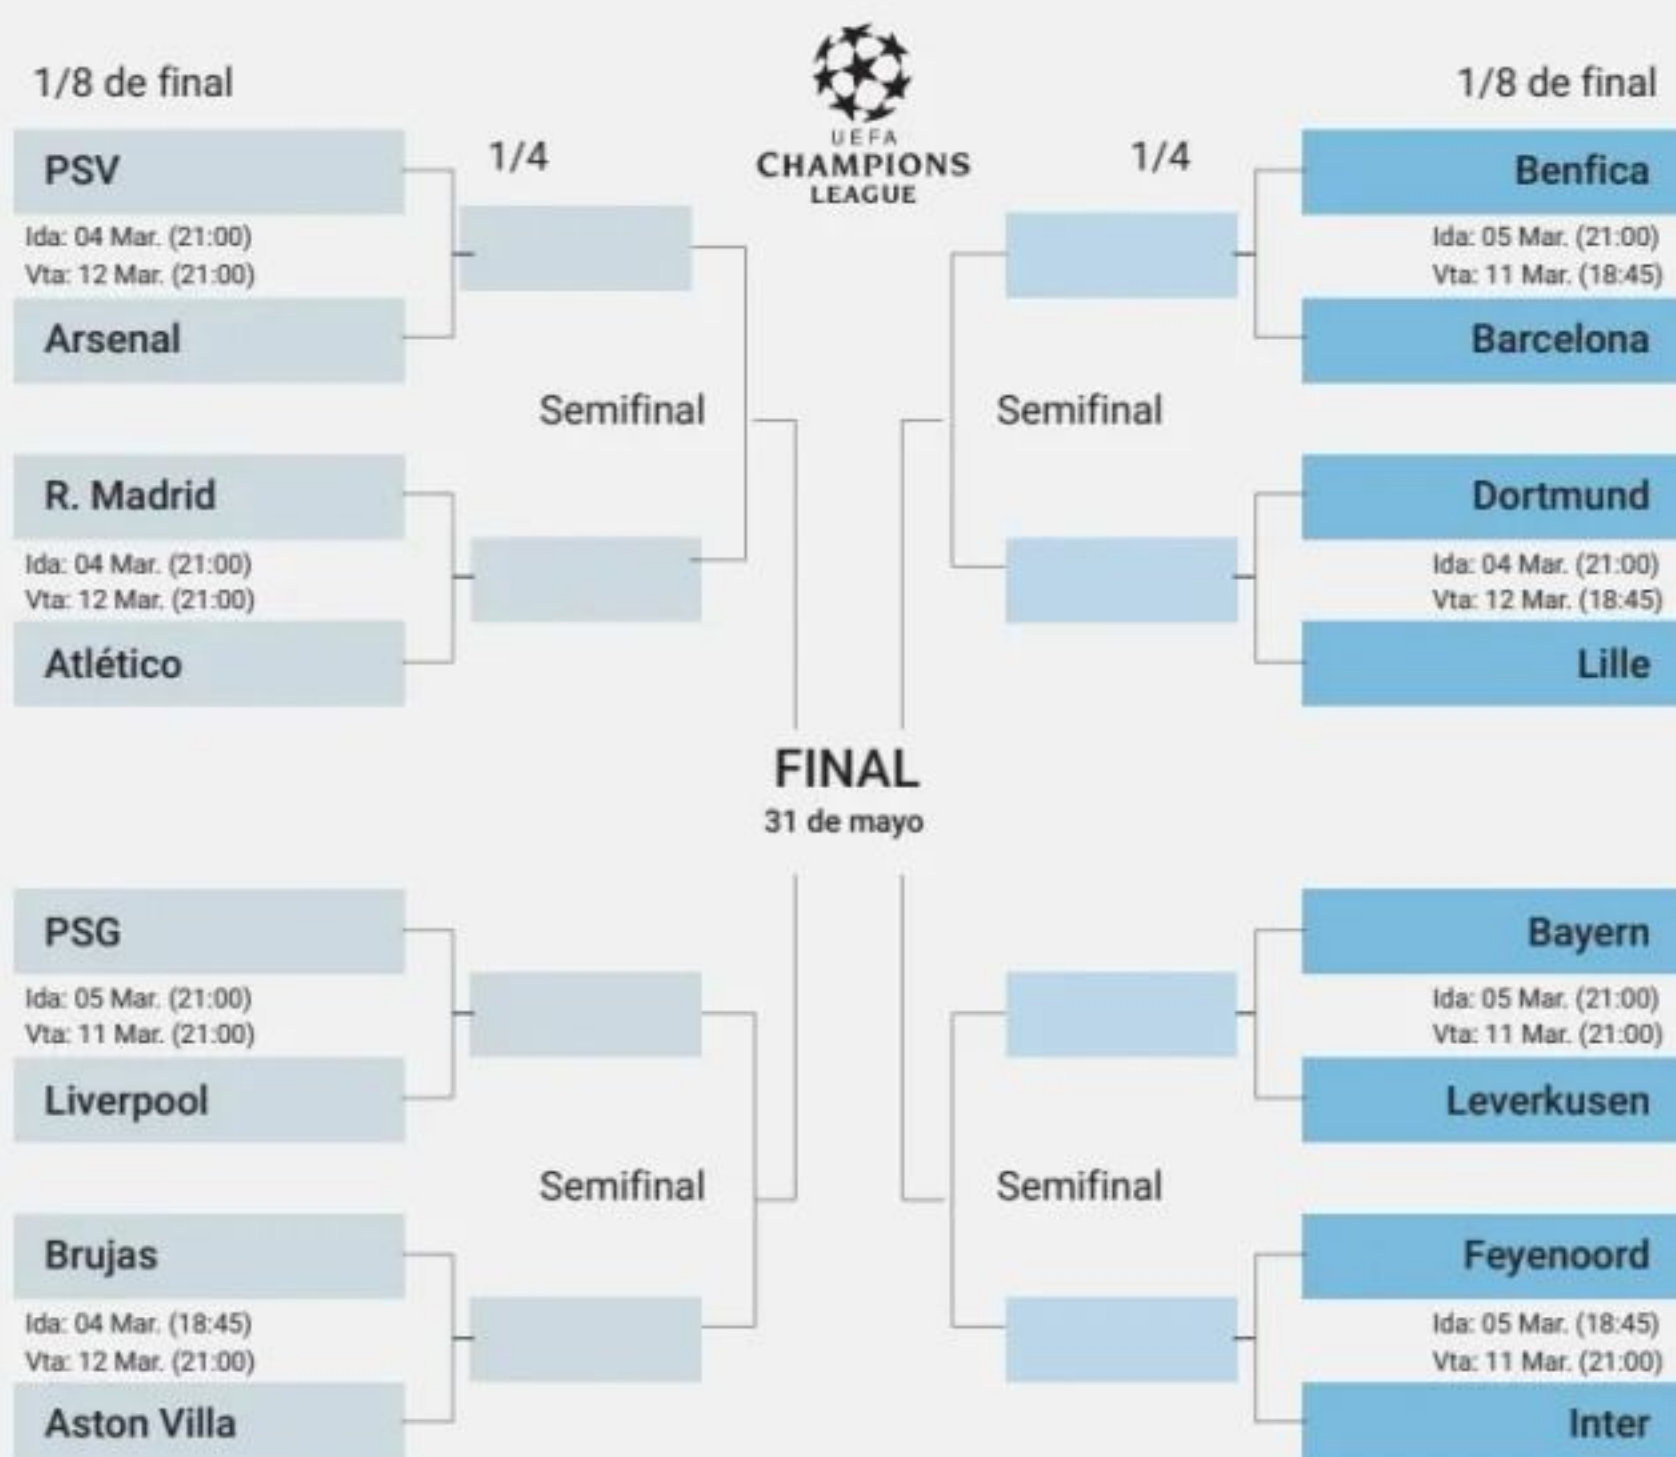 1/8 de final
1/4
PSV
Ida: 04 Mar. (21:00)
Vta: 12 Mar. (21:00)
Arsenal
Semifinal
R. Madrid
Ida: 04 Mar. (21:00)
Vta: 12 Mar. (21:00)
Atlético
PSG
Ida: 05 Mar. (21:00)
Vta: 11 Mar. (21:00)
Liverpool
Semifinal
Brujas
Ida: 04 Mar. (18:45)
Vta: 12 Mar. (21:00)
Aston Villa
UEFA
CHAMPIONS
LEAGUE
FINAL
31 de mayo
1/8 de final
1/4
Benfica
Ida: 05 Mar. (21:00)
Vta: 11 Mar. (18:45)
Barcelona
Semifinal
Dortmund
Ida: 04 Mar. (21:00)
Vta: 12 Mar. (18:45)
Lille
Bayern
Ida: 05 Mar. (21:00)
Vta: 11 Mar. (21:00)
Leverkusen
Semifinal
Feyenoord
Ida: 05 Mar. (18:45)
Vta: 11 Mar. (21:00)
Inter